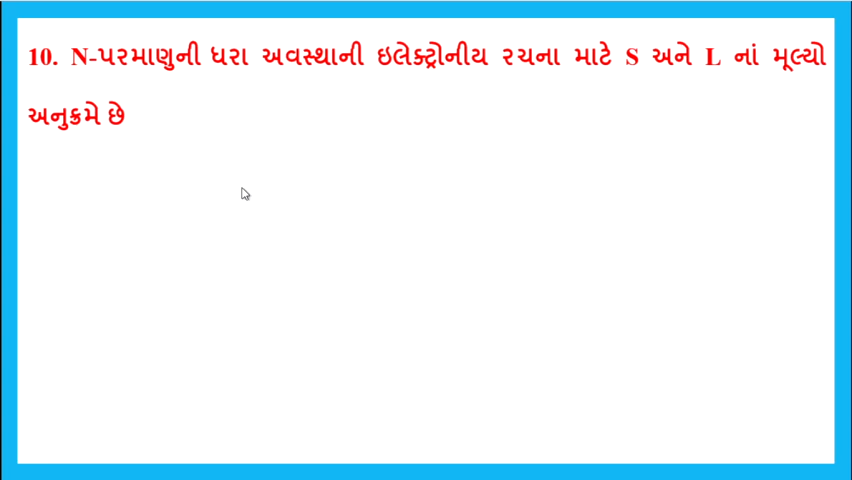 10. N-પરમાણુની ધરા અવસ્થાની ઇલેક્ટ્રોનીય રચના માટે S અને L નાં મૂલ્યો
અનુક્રમે છે